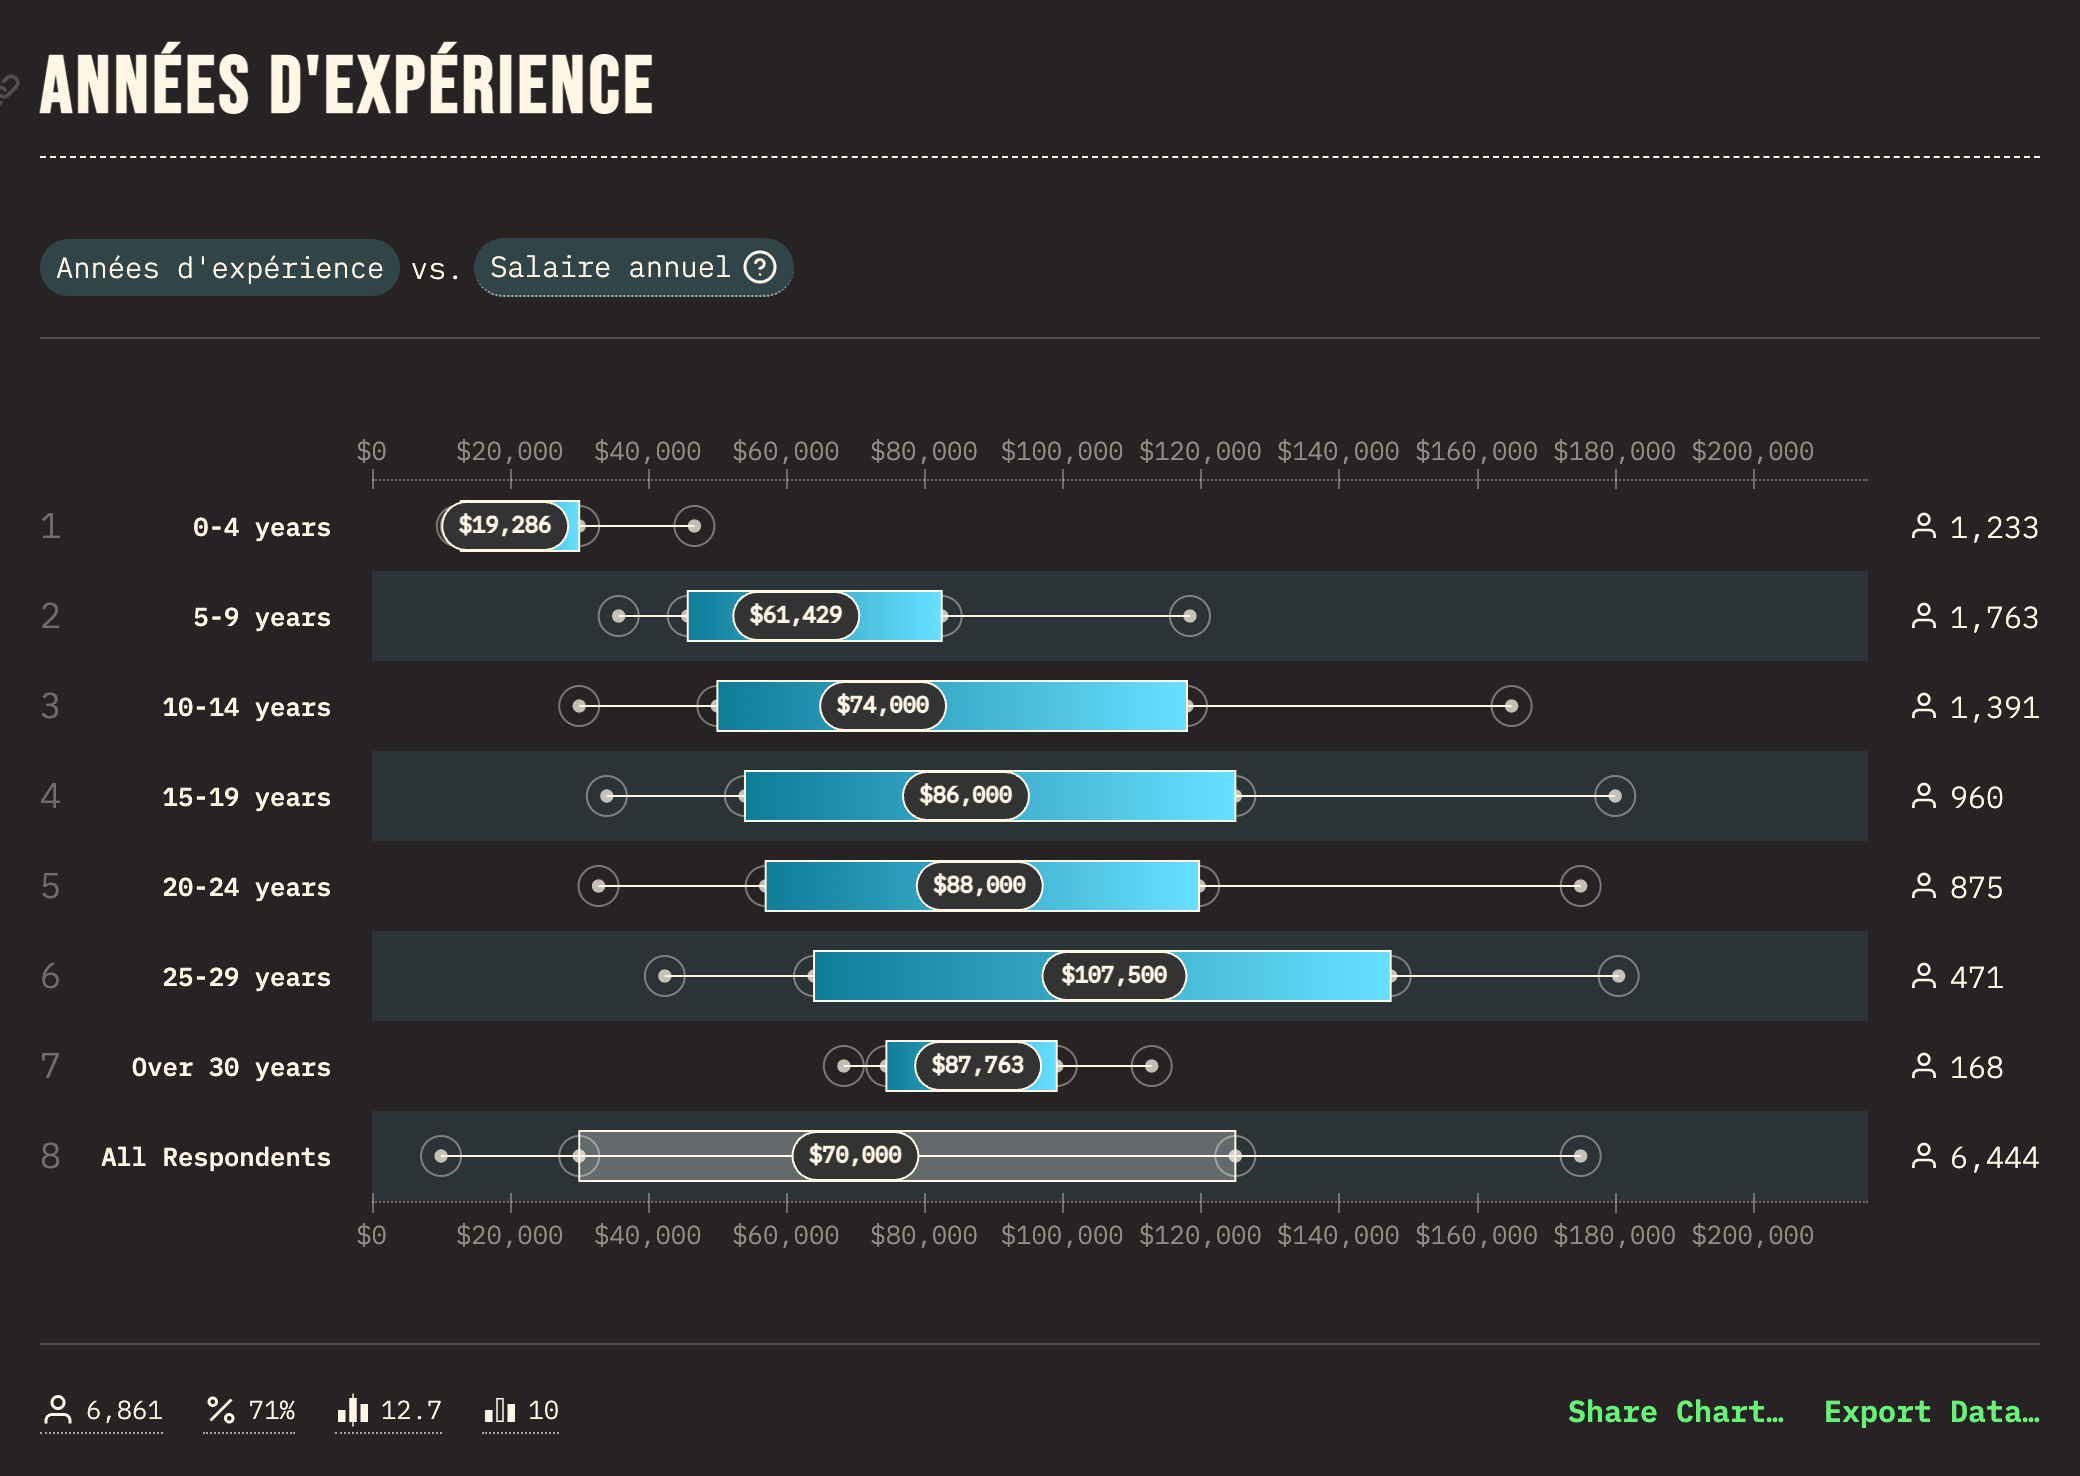 ANNÉES D'EXPÉRIENCE
Années d'expérience vs. Salaire annuel ?
$0 $20,000 $40,000 $60,000 $80,000 $100,000 $120,000 $140,000 $160,000 $180,000 $200,000
1 0-4 years $19,286 1,233
2 5-9 years $61,429 1,763
3 10-14 years $74,000 1,391
4 15-19 years $86,000 960
5 20-24 years $88,000 875
6 25-29 years $107,500 471
7 Over 30 years $87,763 168
8 All Respondents $70,000 6,444
$0 $20,000 $40,000 $60,000 $80,000 $100,000 $120,000 $140,000 $160,000 $180,000 $200,000
6,861 71% 12.7 10 Share Chart… Export Data…